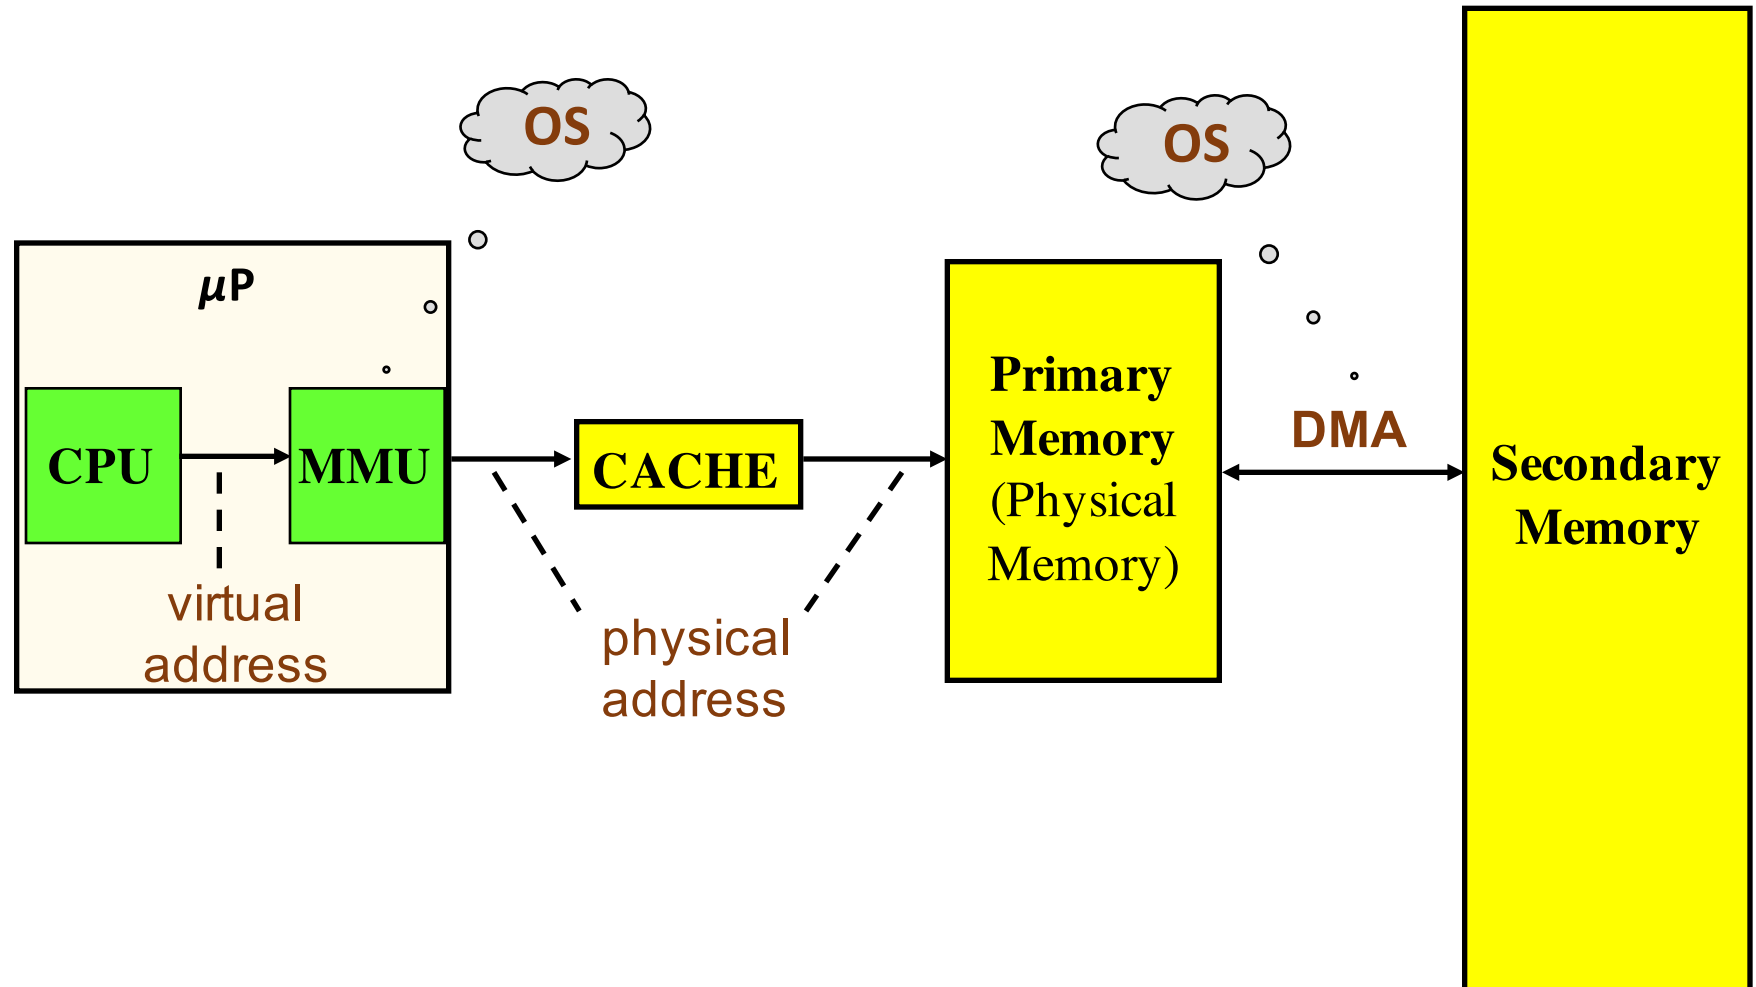 OS
OS
μP
CPU
MMU
virtual
address
CACHE
physical
address
Primary
Memory
(Physical
Memory)
DMA
Secondary
Memory